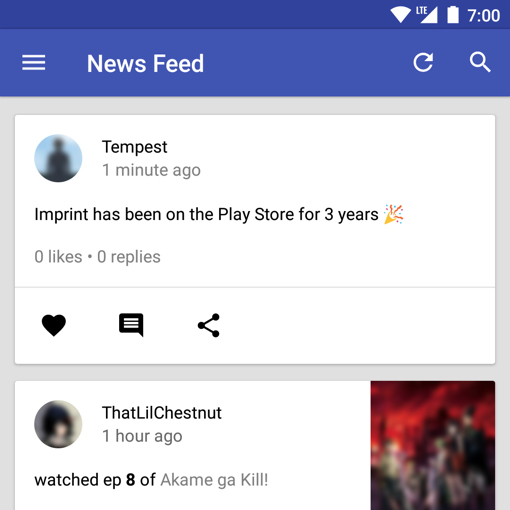 LTE 7:00
News Feed
Tempest
1 minute ago
Imprint has been on the Play Store for 3 years 🎉
0 likes • 0 replies
ThatLilChestnut
1 hour ago
watched ep 8 of Akame ga Kill!